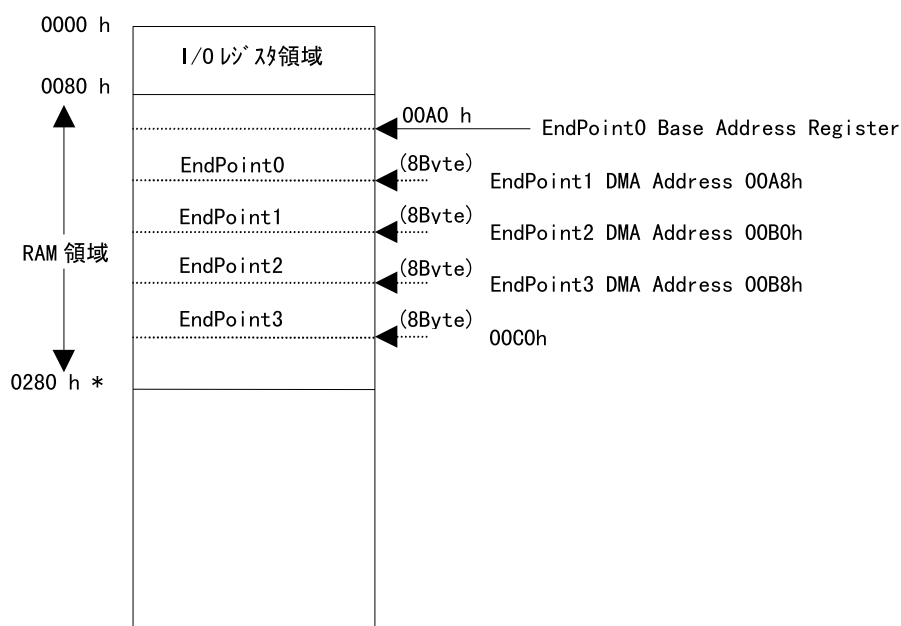 0000 h
I/O レジスタ領域
0080 h
00A0 h
EndPoint0 Base Address Register
EndPoint0
(8Byte)
EndPoint1 DMA Address 00A8h
EndPoint1
(8Byte)
EndPoint2 DMA Address 00B0h
RAM 領域
EndPoint2
(8Byte)
EndPoint3 DMA Address 00B8h
EndPoint3
(8Byte)
00C0h
0280 h *